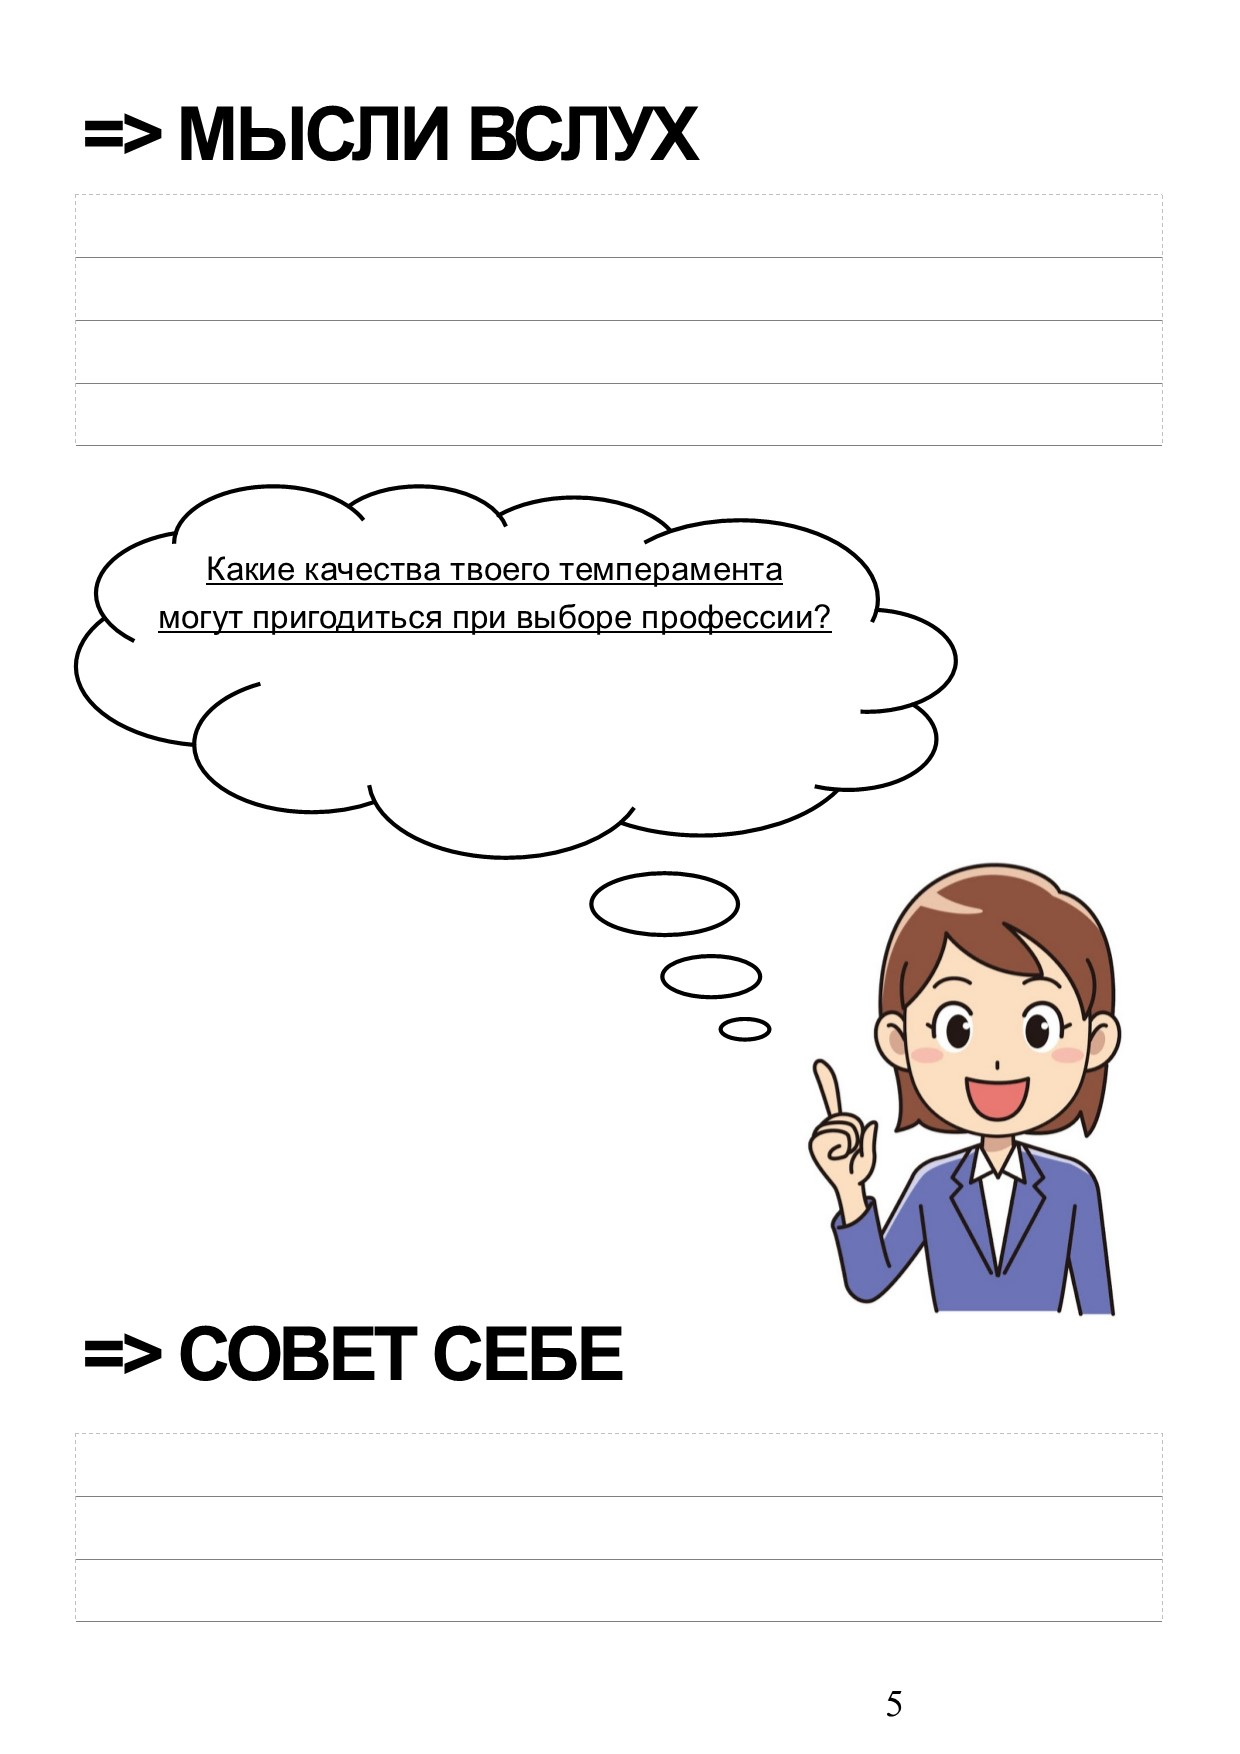 => МЫСЛИ ВСЛУХ
Какие качества твоего темперамента
могут пригодиться при выборе профессии?
=> СОВЕТ СЕБЕ
5